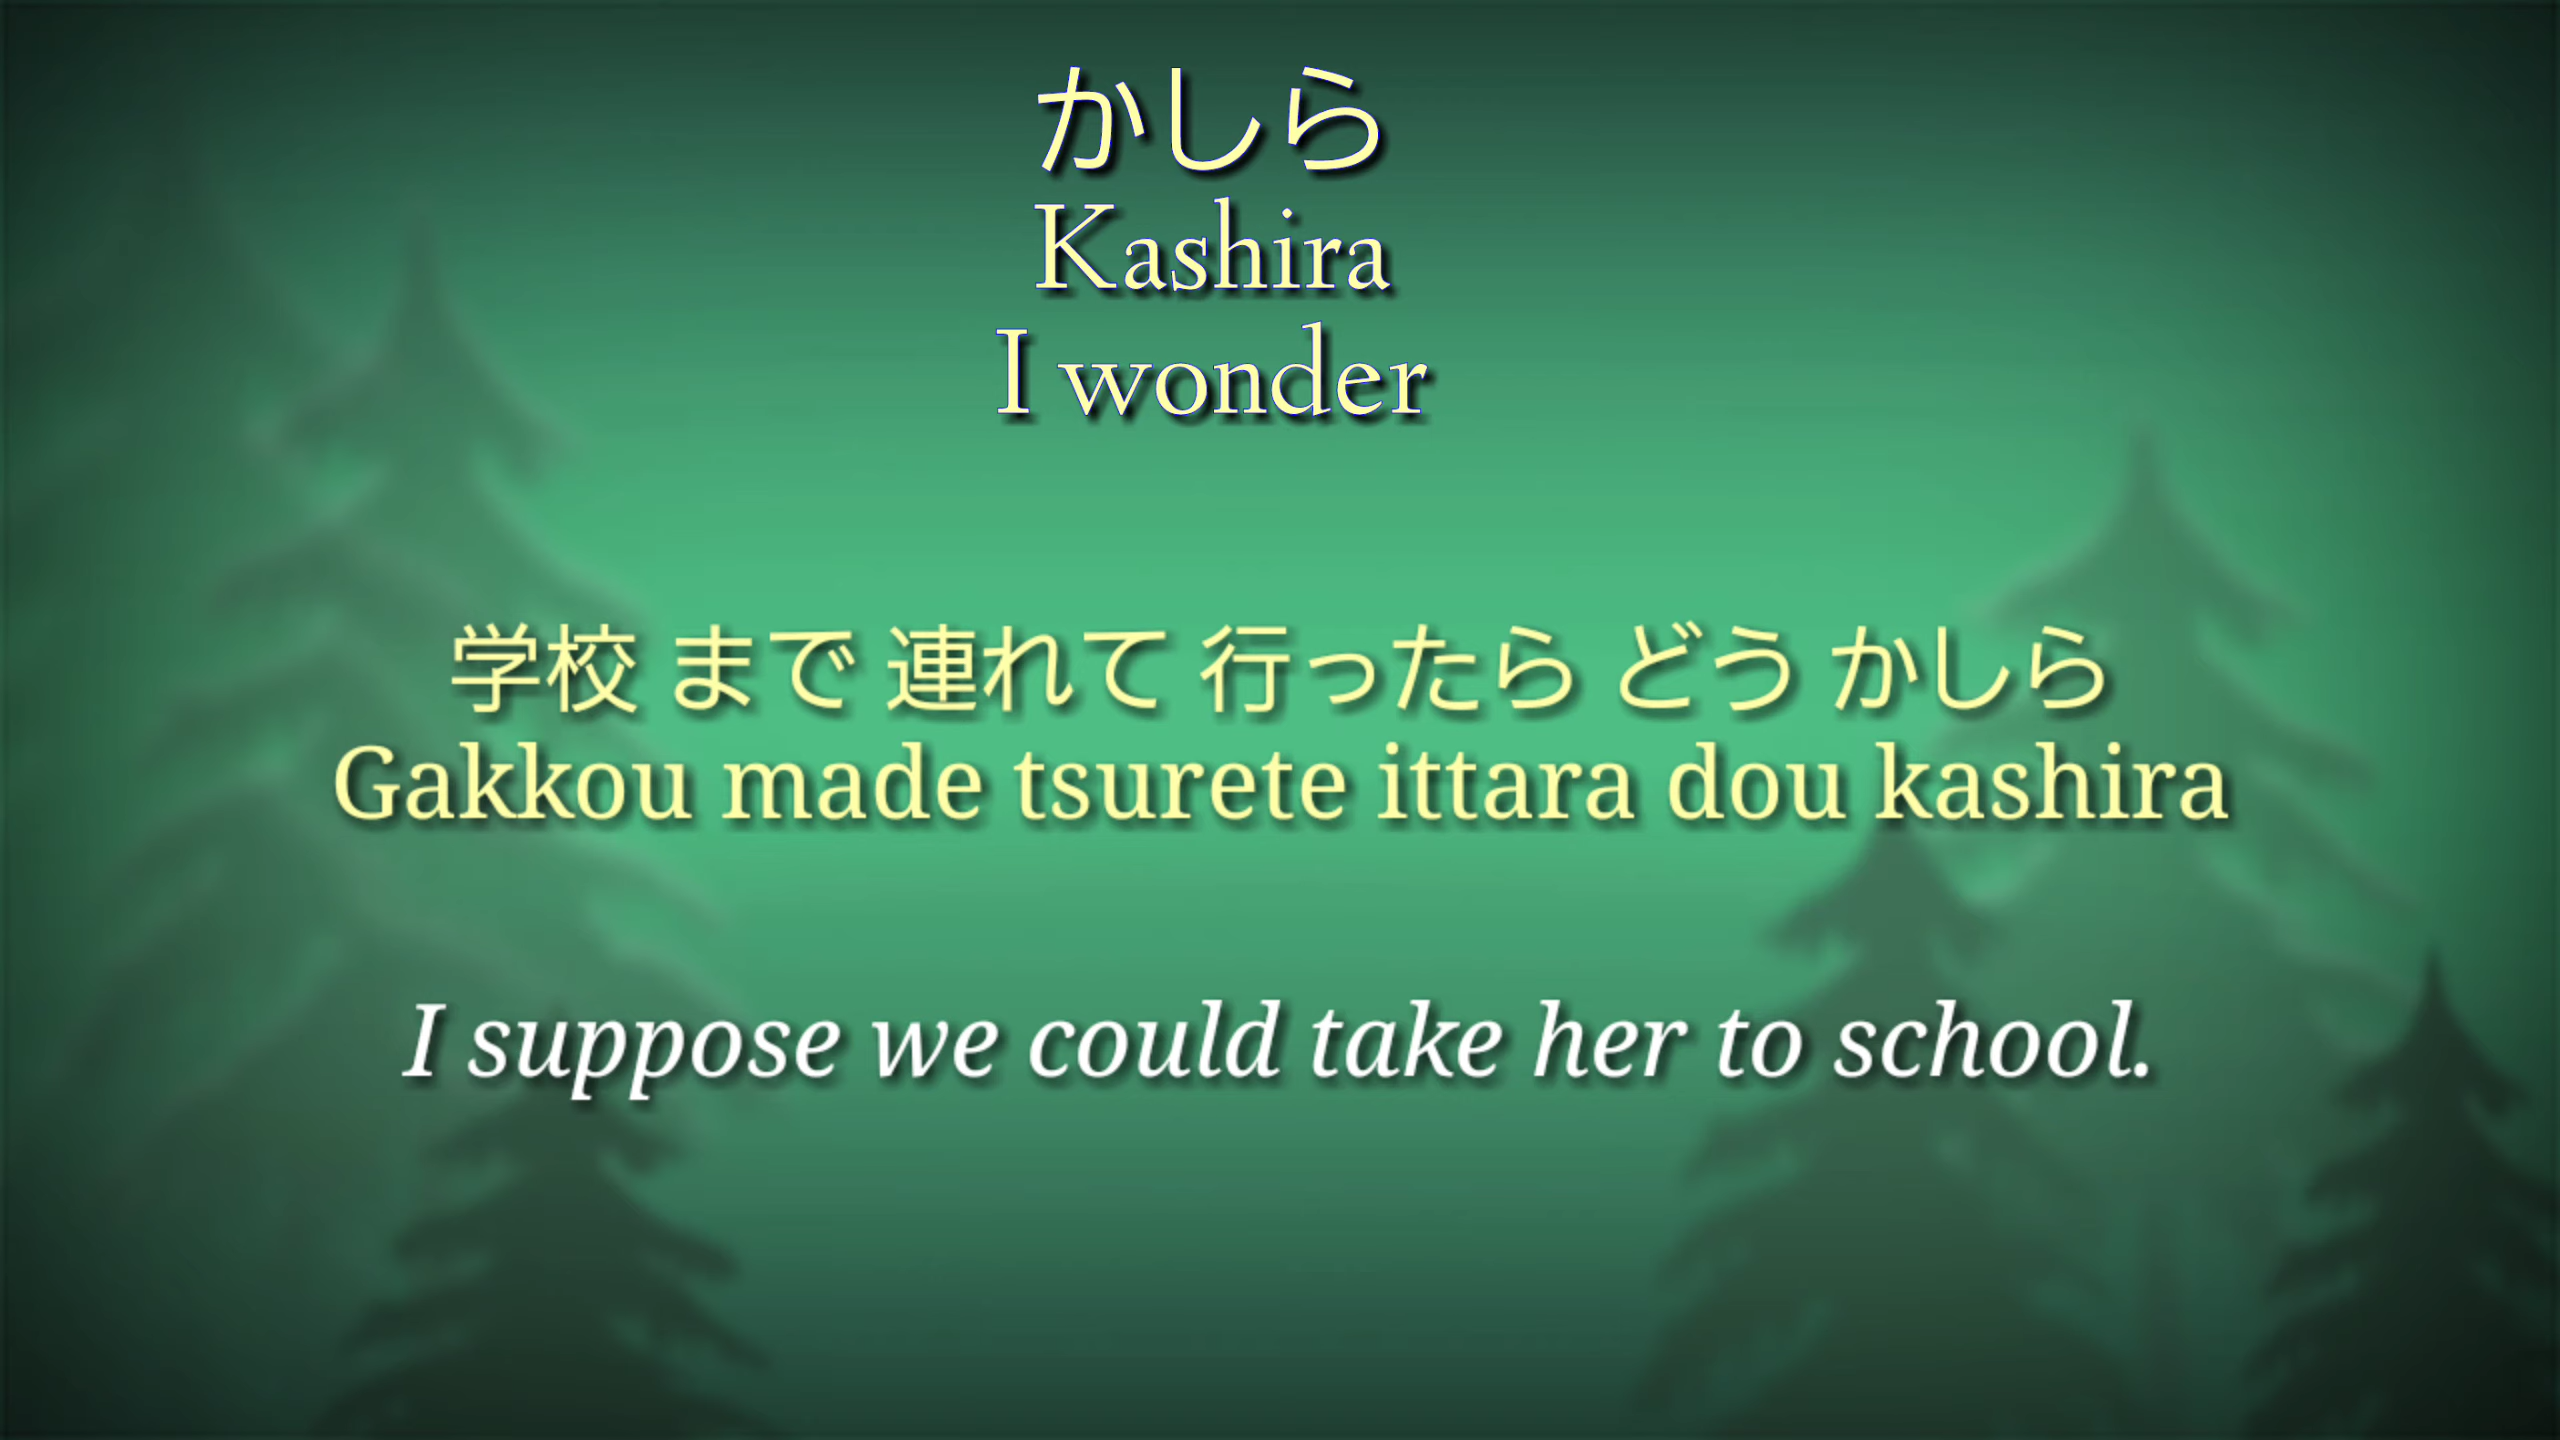 かしら
Kashira
I wonder
学校 まで 連れて 行ったら どう かしら
Gakkou made tsurete ittara dou kashira
I suppose we could take her to school.